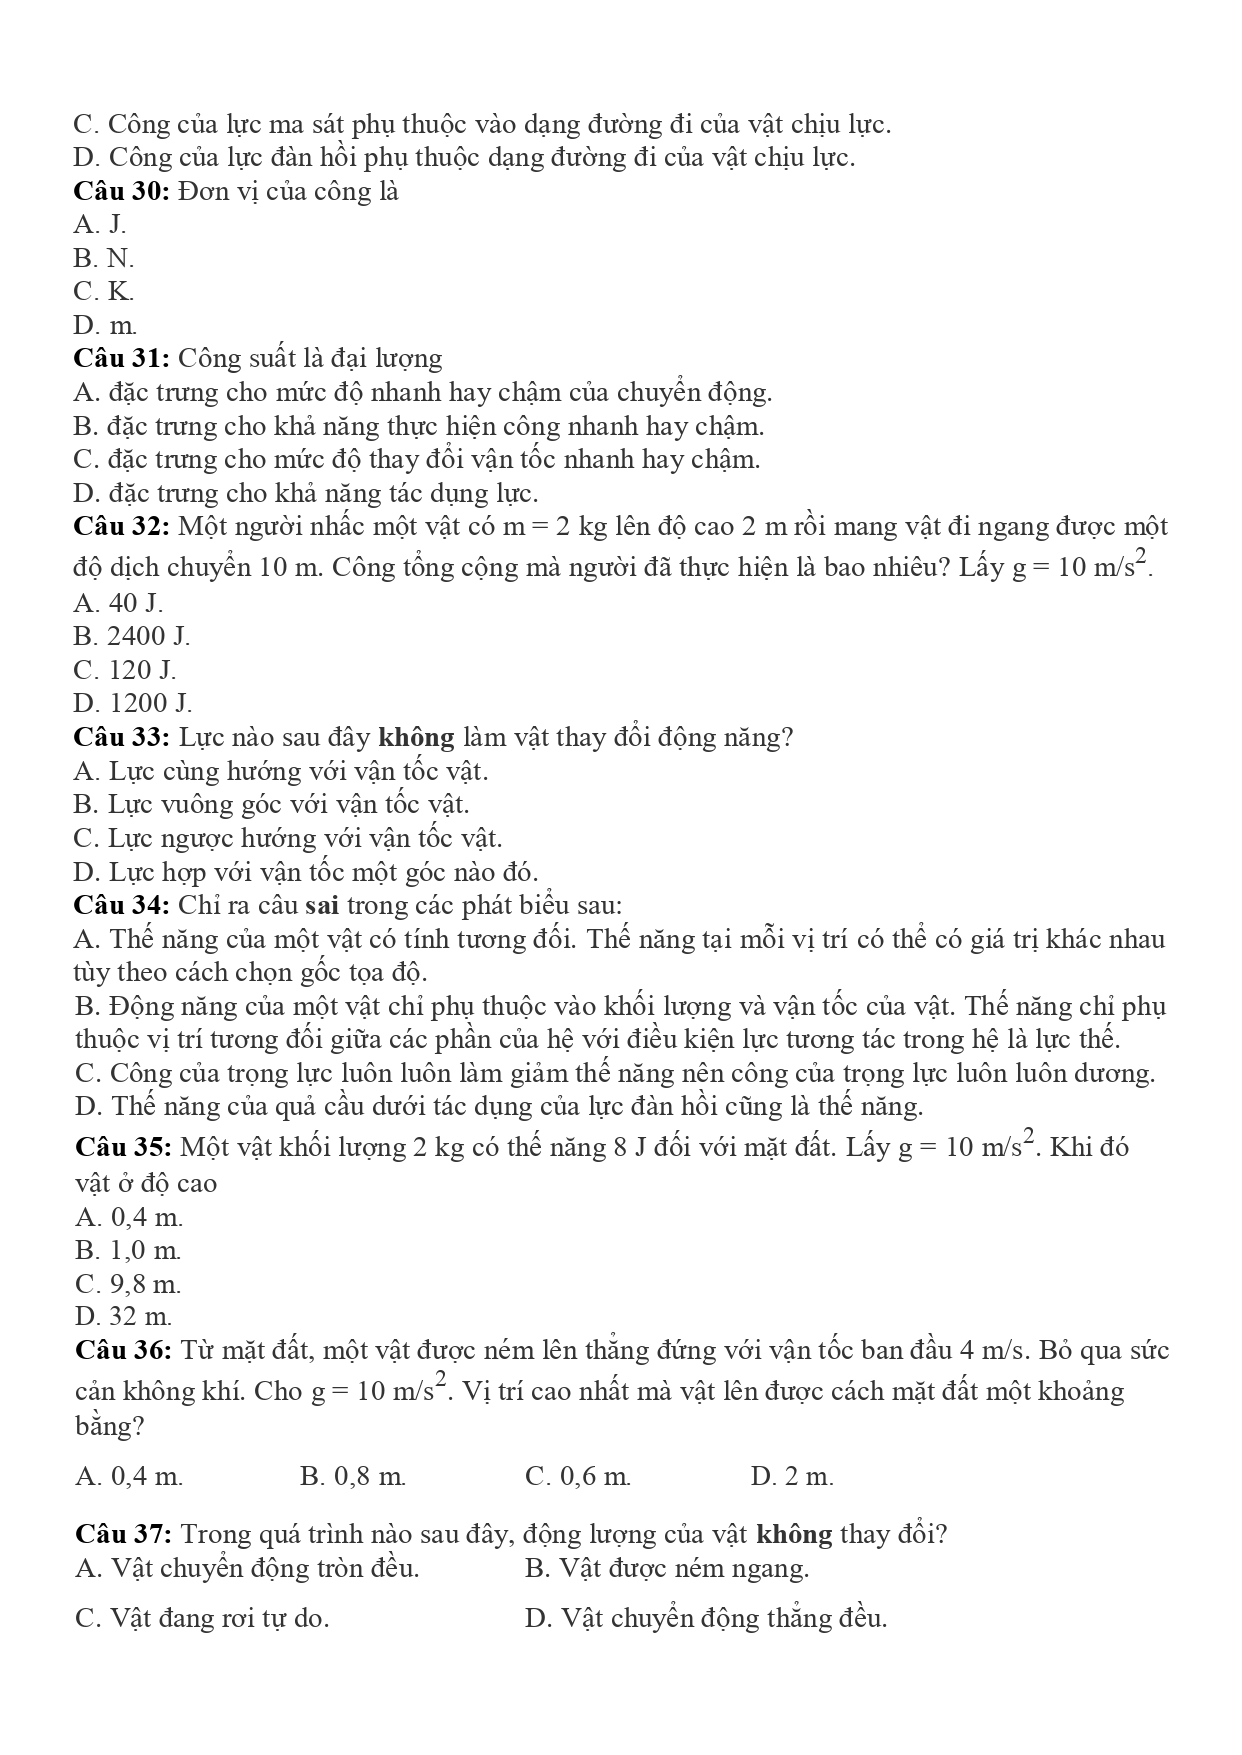 C. Công của lực ma sát phụ thuộc vào dạng đường đi của vật chịu lực.
D. Công của lực đàn hồi phụ thuộc dạng đường đi của vật chịu lực.
Câu 30: Đơn vị của công là
A. J.
B. N.
C. K.
D. m.
Câu 31: Công suất là đại lượng
A. đặc trưng cho mức độ nhanh hay chậm của chuyển động.
B. đặc trưng cho khả năng thực hiện công nhanh hay chậm.
C. đặc trưng cho mức độ thay đổi vận tốc nhanh hay chậm.
D. đặc trưng cho khả năng tác dụng lực.
Câu 32: Một người nhấc một vật có m = 2 kg lên độ cao 2 m rồi mang vật đi ngang được một
độ dịch chuyển 10 m. Công tổng cộng mà người đã thực hiện là bao nhiêu? Lấy g = 10 m/s².
A. 40 J.
B. 2400 J.
C. 120 J.
D. 1200 J.
Câu 33: Lực nào sau đây không làm vật thay đổi động năng?
A. Lực cùng hướng với vận tốc vật.
B. Lực vuông góc với vận tốc vật.
C. Lực ngược hướng với vận tốc vật.
D. Lực hợp với vận tốc một góc nào đó.
Câu 34: Chỉ ra câu sai trong các phát biểu sau:
A. Thế năng của một vật có tính tương đối. Thế năng tại mỗi vị trí có thể có giá trị khác nhau
tùy theo cách chọn gốc tọa độ.
B. Động năng của một vật chỉ phụ thuộc vào khối lượng và vận tốc của vật. Thế năng chỉ phụ
thuộc vị trí tương đối giữa các phần của hệ với điều kiện lực tương tác trong hệ là lực thế.
C. Công của trọng lực luôn luôn làm giảm thế năng nên công của trọng lực luôn luôn dương.
D. Thế năng của quả cầu dưới tác dụng của lực đàn hồi cũng là thế năng.
Câu 35: Một vật khối lượng 2 kg có thế năng 8 J đối với mặt đất. Lấy g = 10 m/s². Khi đó
vật ở độ cao
A. 0,4 m.
B. 1,0 m.
C. 9,8 m.
D. 32 m.
Câu 36: Từ mặt đất, một vật được ném lên thẳng đứng với vận tốc ban đầu 4 m/s. Bỏ qua sức
cản không khí. Cho g = 10 m/s². Vị trí cao nhất mà vật lên được cách mặt đất một khoảng
bằng?
A. 0,4 m. B. 0,8 m. C. 0,6 m. D. 2 m.
Câu 37: Trong quá trình nào sau đây, động lượng của vật không thay đổi?
A. Vật chuyển động tròn đều. B. Vật được ném ngang.
C. Vật đang rơi tự do. D. Vật chuyển động thẳng đều.